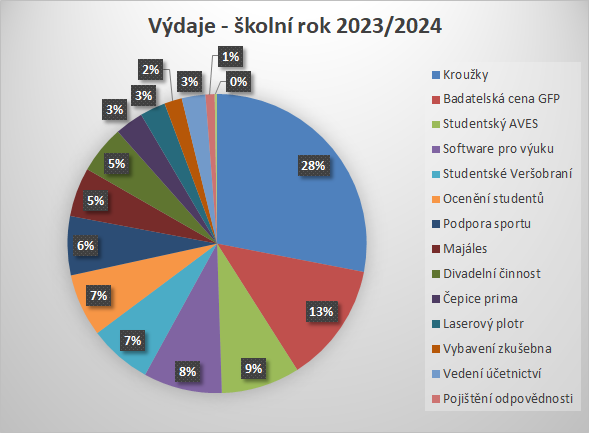 Výdaje - školní rok 2023/2024
1%
2%
3%
0%
3%
3%
5%
5%
6%
7%
7%
8%
9%
13%
28%
Kroužky
Badatelská cena GFP
Studentský AVES
Software pro výuku
Studentské Veršobraní
Ocenění studentů
Podpora sportu
Majáles
Divadelní činnost
Čepice prima
Laserový plotr
Vybavení zkušebna
Vedení účetnictví
Pojištění odpovědnosti